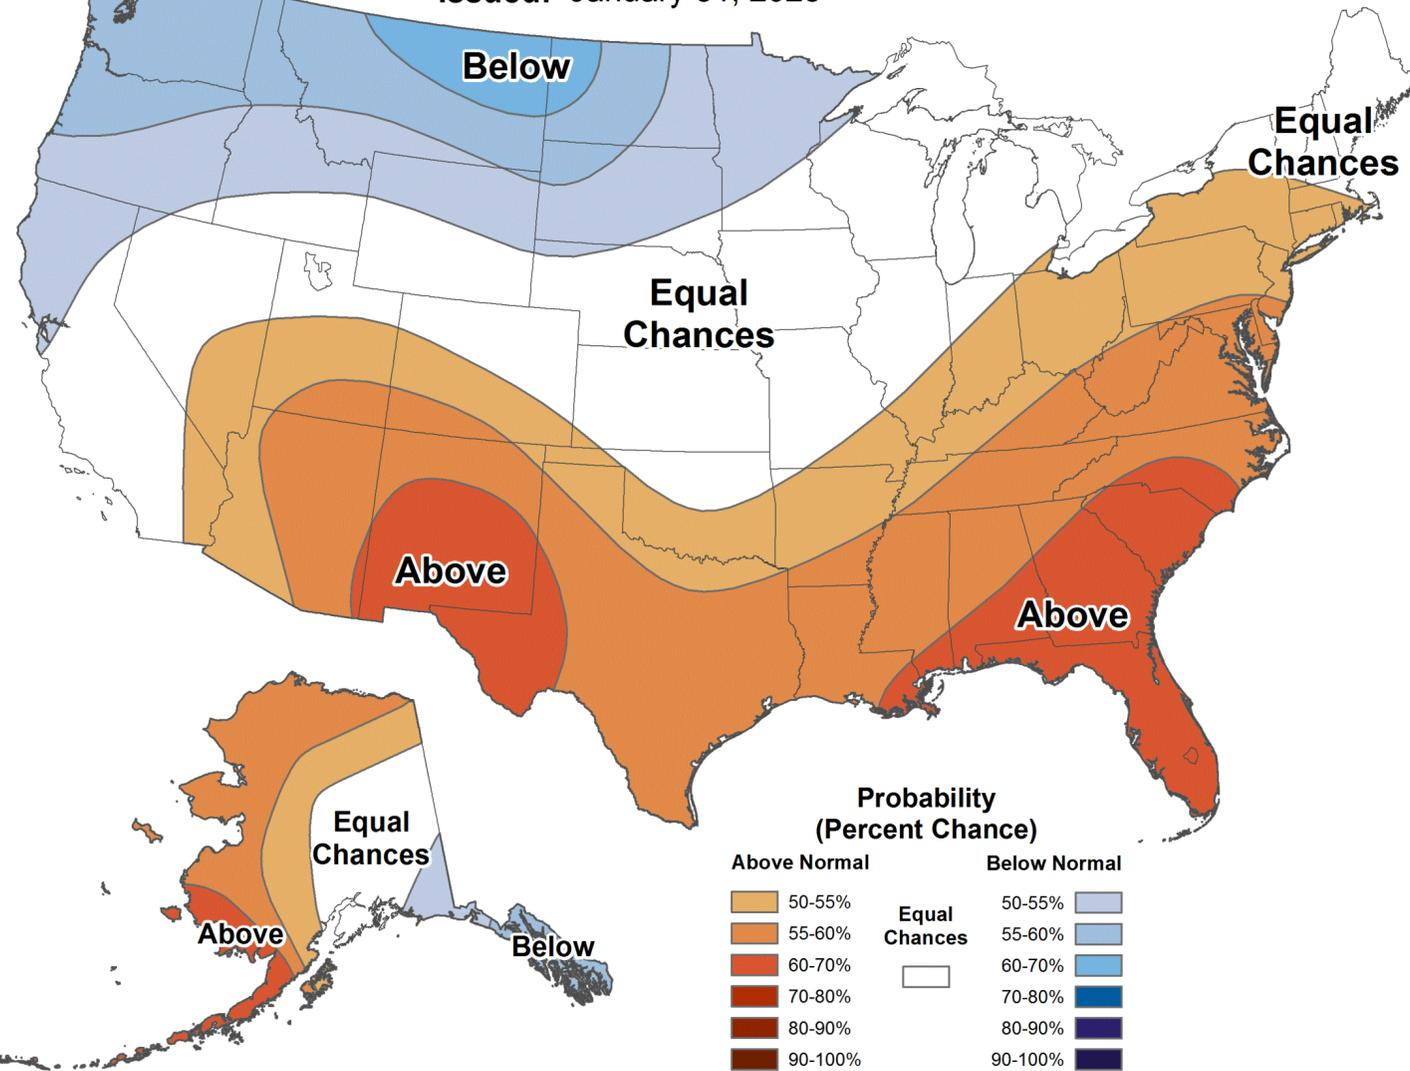 Below
Equal
Chances
Equal
Chances
Above
Above
Equal
Chances
Above
Below
Probability
(Percent Chance)
Above Normal
Below Normal
50-55%
55-60%
60-70%
70-80%
80-90%
90-100%
Equal
Chances
50-55%
55-60%
60-70%
70-80%
80-90%
90-100%